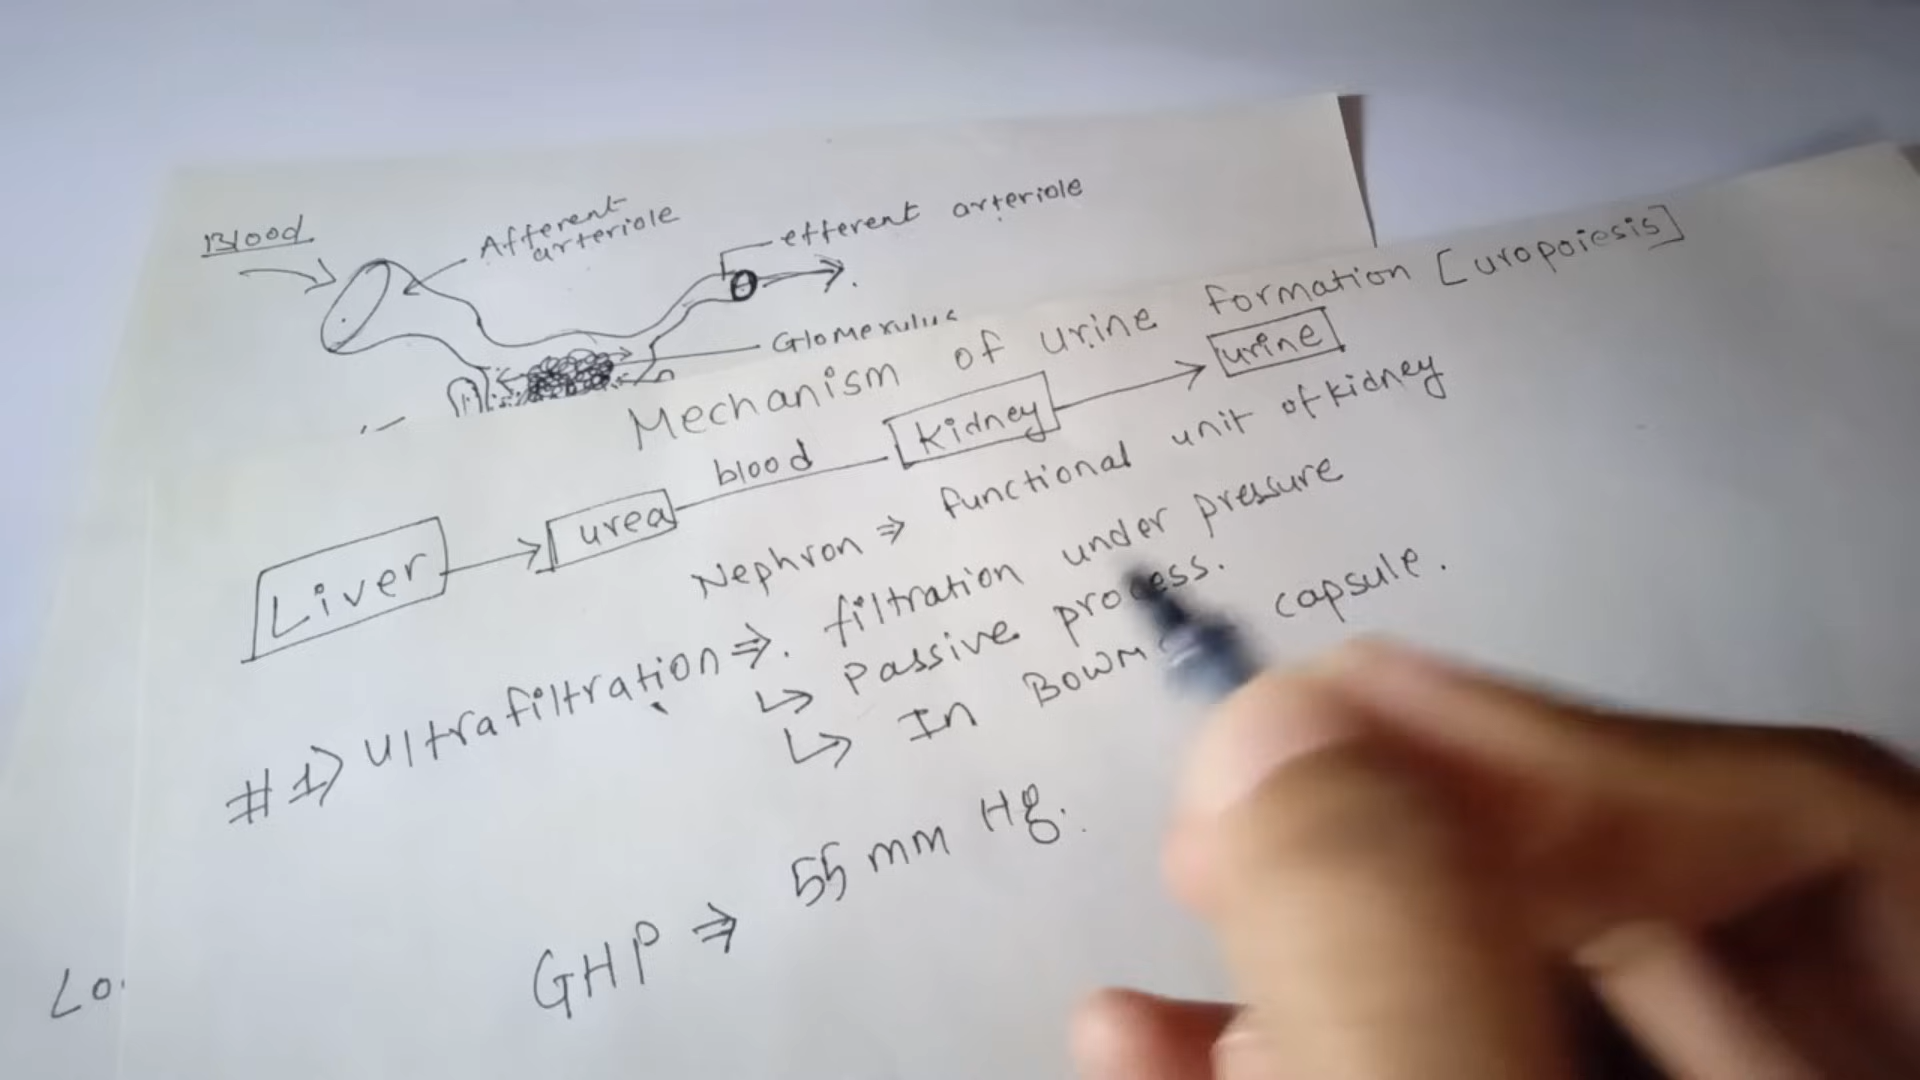 Blood
Afferent
arteriole
efferent arteriole
Glomerulus
Mechanism of urine formation [uropoiesis]
Liver → urea blood kidney → urine
Nephron ⇒ functional unit of kidney
#1) Ultrafiltration ⇒. filtration under pressure
↳ Passive process.
↳ In capsule.
GHP ⇒ 55 mm Hg.